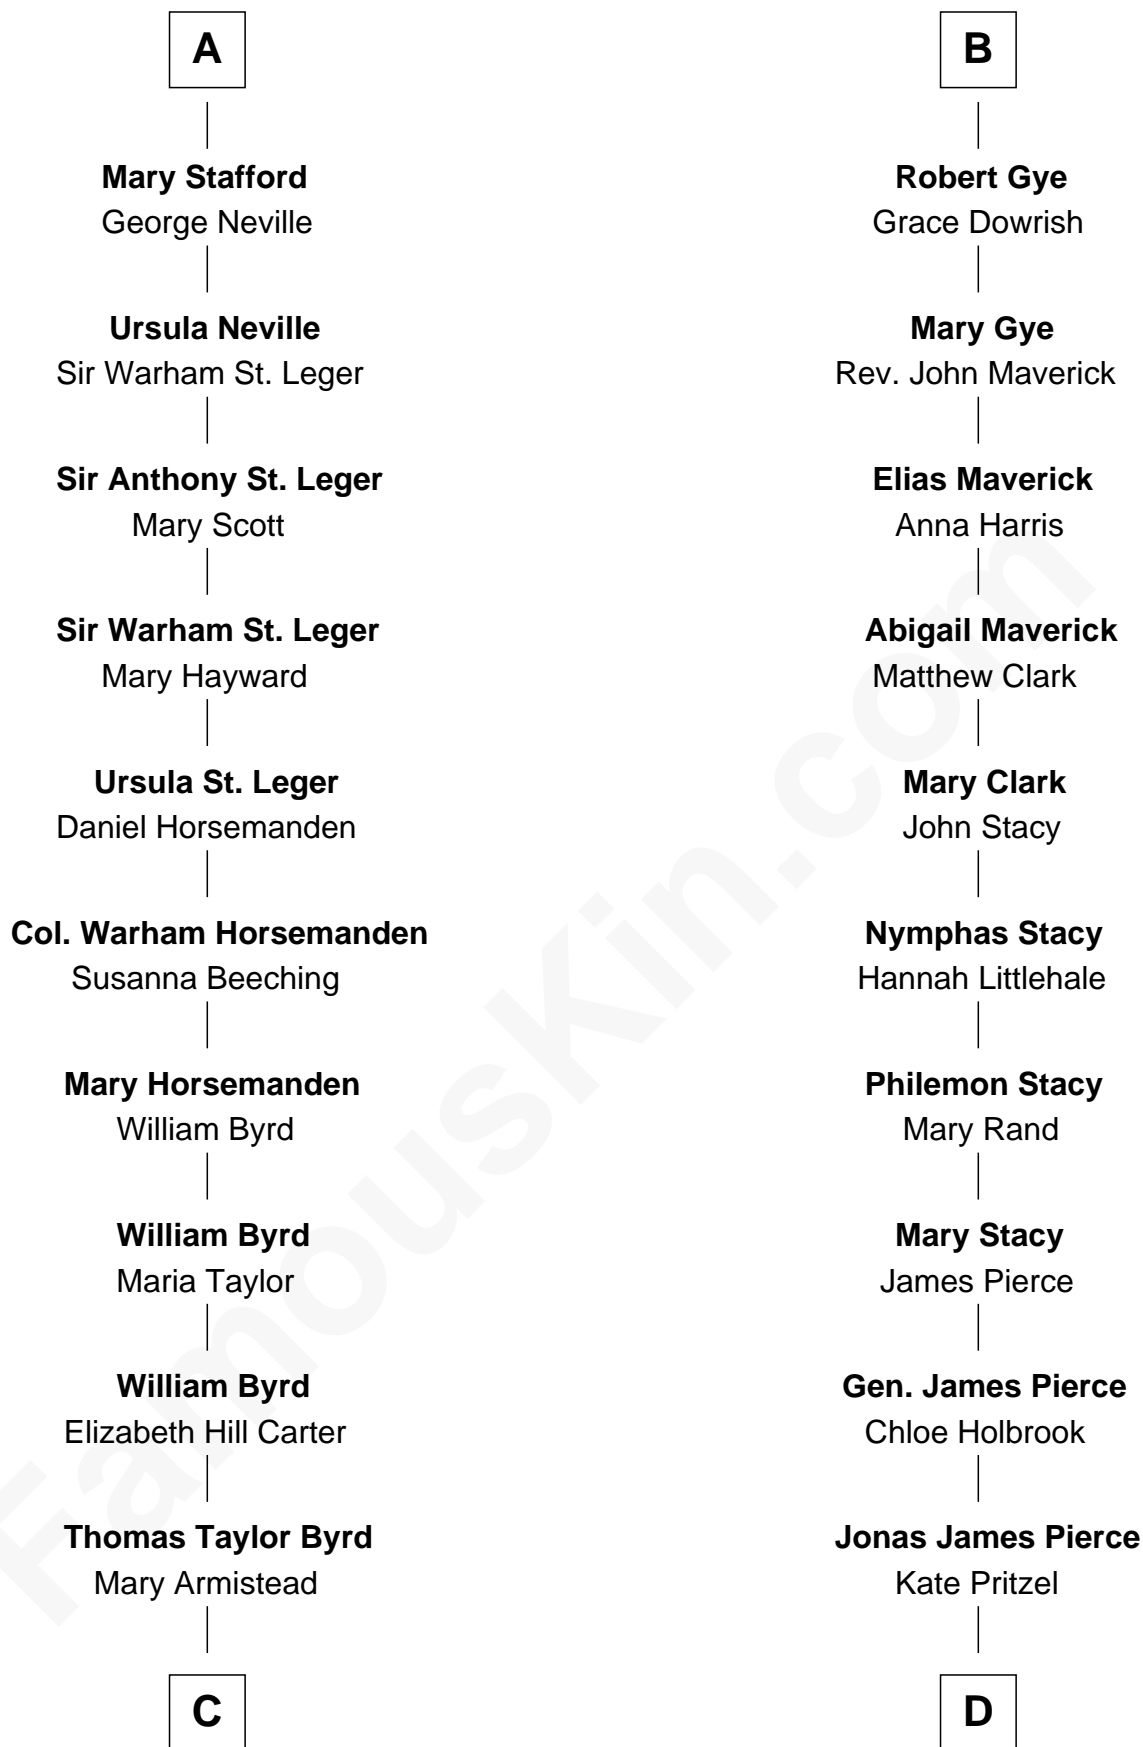 A
Mary Stafford
George Neville
Ursula Neville
Sir Warham St. Leger
Sir Anthony St. Leger
Mary Scott
Sir Warham St. Leger
Mary Hayward
Ursula St. Leger
Daniel Horsemanden
Col. Warham Horsemanden
Susanna Beeching
Mary Horsemanden
William Byrd
William Byrd
Maria Taylor
William Byrd
Elizabeth Hill Carter
Thomas Taylor Byrd
Mary Armistead
C
B
Robert Gye
Grace Dowrish
Mary Gye
Rev. John Maverick
Elias Maverick
Anna Harris
Abigail Maverick
Matthew Clark
Mary Clark
John Stacy
Nymphas Stacy
Hannah Littlehale
Philemon Stacy
Mary Rand
Mary Stacy
James Pierce
Gen. James Pierce
Chloe Holbrook
Jonas James Pierce
Kate Pritzel
D
FamousKin.com